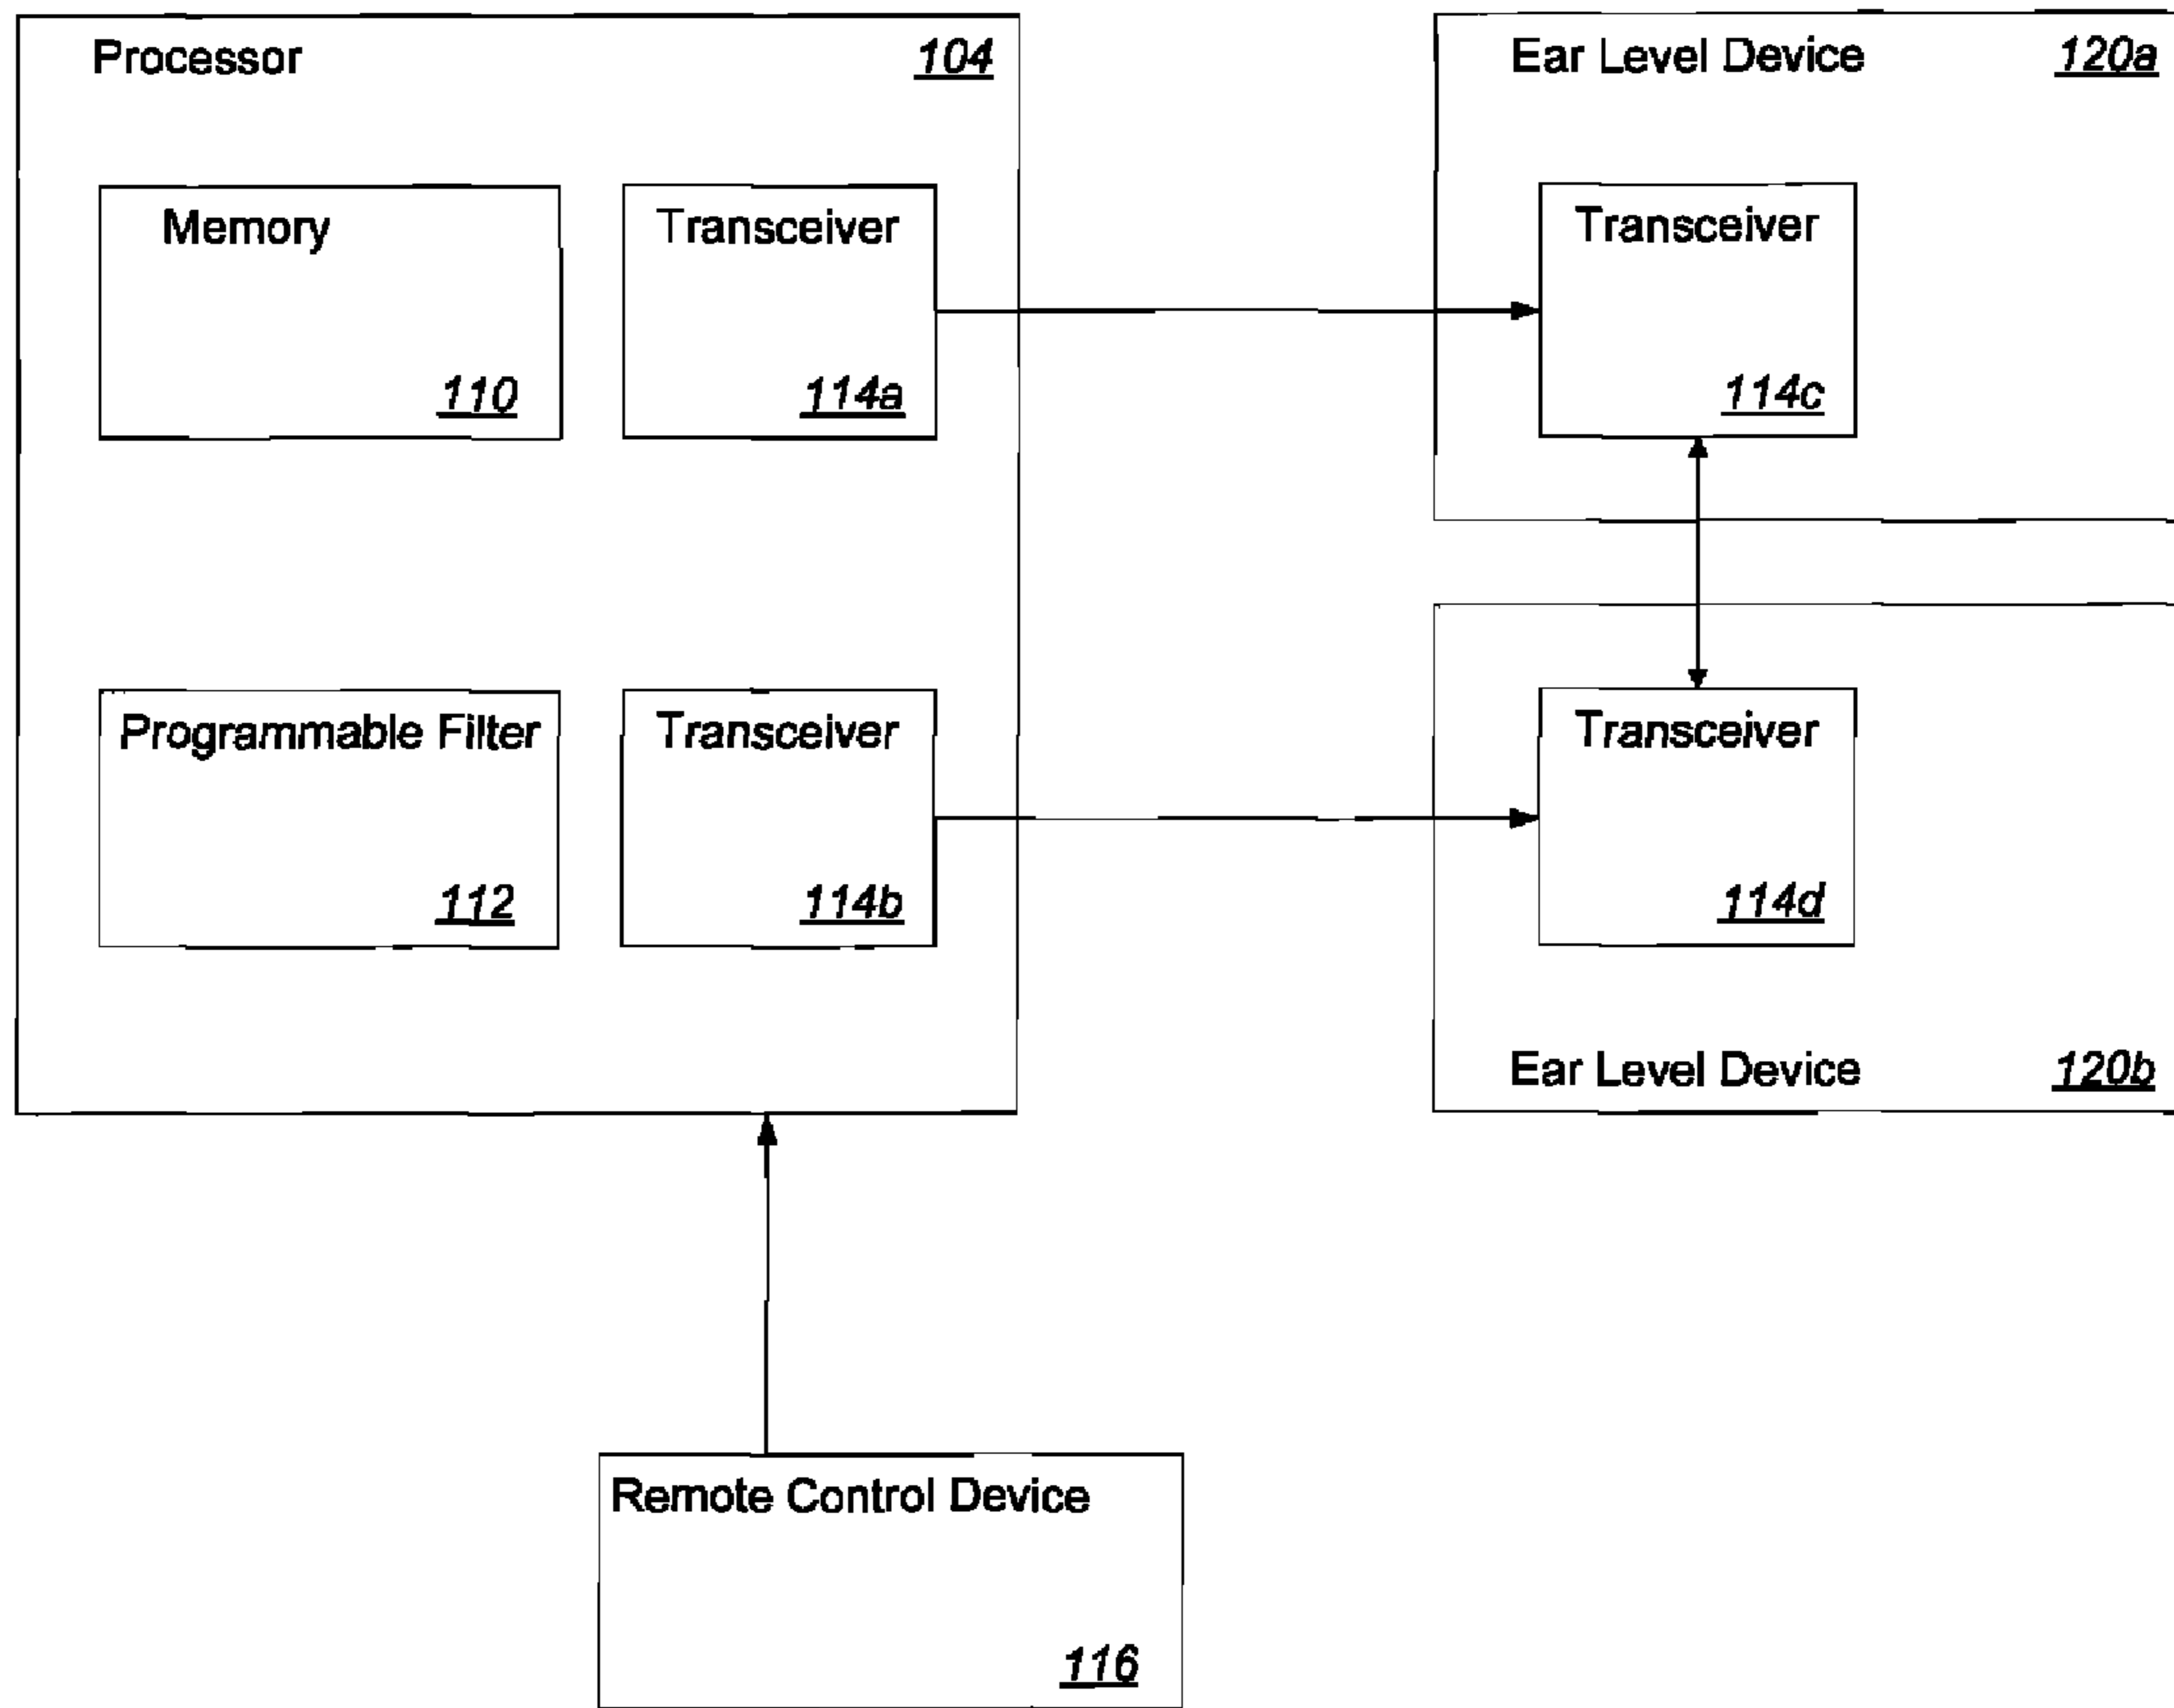 Processor 104
Memory
110
Transceiver
114a
Programmable Filter
112
Transceiver
114b
Ear Level Device 120a
Transceiver
114c
Transceiver
114d
Ear Level Device 120b
Remote Control Device
116